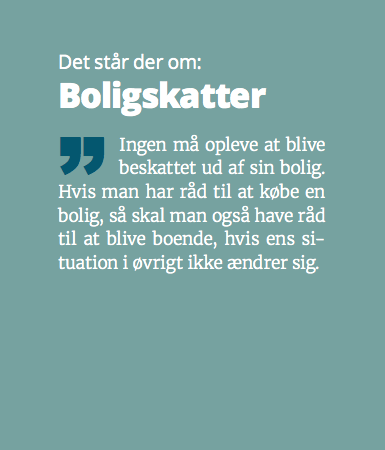 Det står der om:
Boligskatter
” Ingen må opleve at blive
beskattet ud af sin bolig.
Hvis man har råd til at købe en
bolig, så skal man også have råd
til at blive boende, hvis ens si-
tuation i øvrigt ikke ændrer sig.